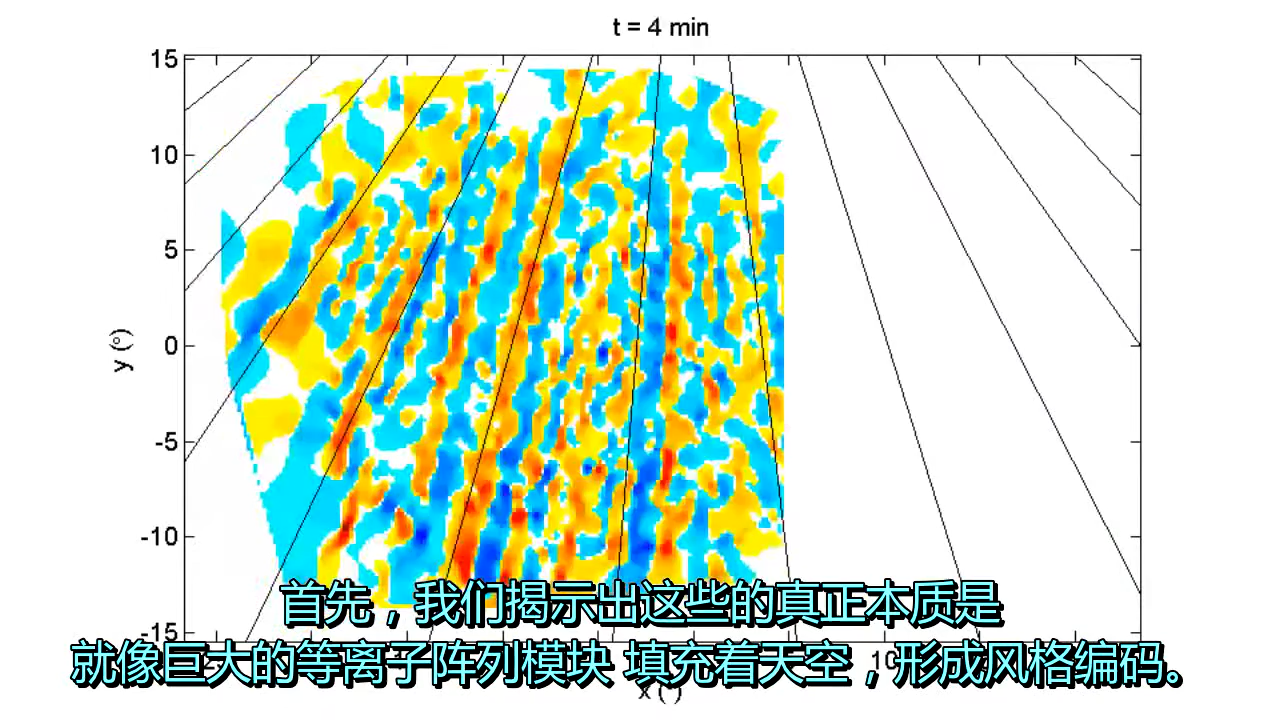 t = 4 min
15
10
5
0
-5
-10
-15
y (°)
首先，我们揭示出这些的真正本质是
就像巨大的等离子阵列模块 填充着天空，形成风格编码。
10
x (°)